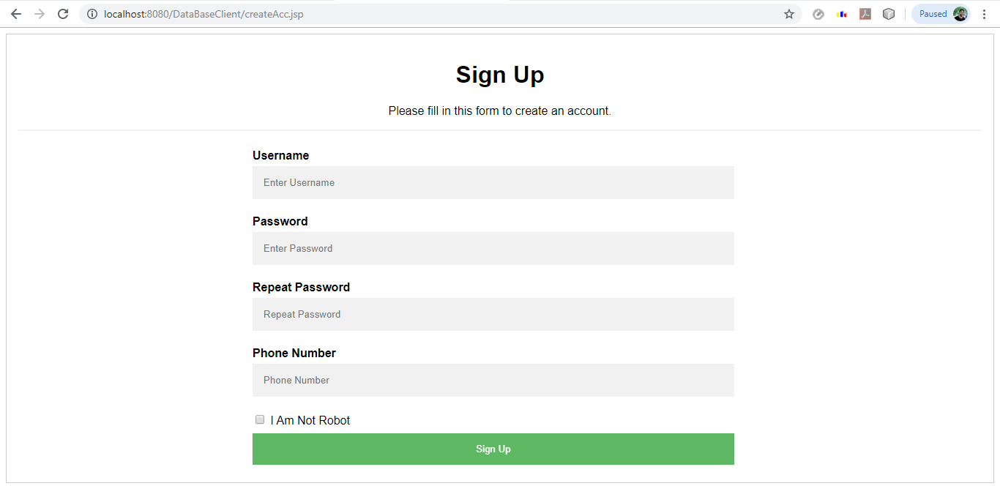 localhost:8080/DataBaseClient/createAcc.jsp
Paused
Sign Up
Please fill in this form to create an account.
Username
Enter Username
Password
Enter Password
Repeat Password
Repeat Password
Phone Number
Phone Number
I Am Not Robot
Sign Up